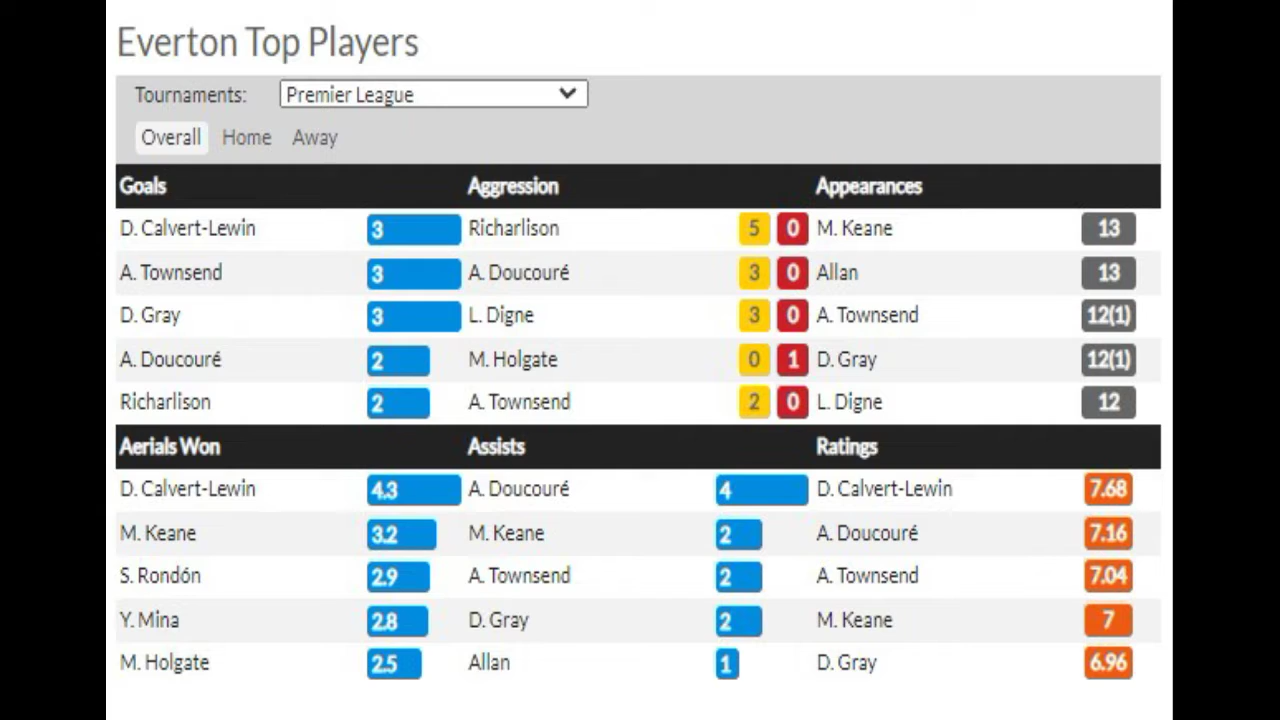 Everton Top Players
Tournaments: Premier League
Overall Home Away
Goals Aggression Appearances
D. Calvert-Lewin 3 Richarlison 5 0 M. Keane 13
A. Townsend 3 A. Doucouré 3 0 Allan 13
D. Gray 3 L. Digne 3 0 A. Townsend 12(1)
A. Doucouré 2 M. Holgate 0 1 D. Gray 12(1)
Richarlison 2 A. Townsend 2 0 L. Digne 12
Aerials Won Assists Ratings
D. Calvert-Lewin 4.3 A. Doucouré 4 D. Calvert-Lewin 7.68
M. Keane 3.2 M. Keane 2 A. Doucouré 7.16
S. Rondón 2.9 A. Townsend 2 A. Townsend 7.04
Y. Mina 2.8 D. Gray 2 M. Keane 7
M. Holgate 2.5 Allan 1 D. Gray 6.96